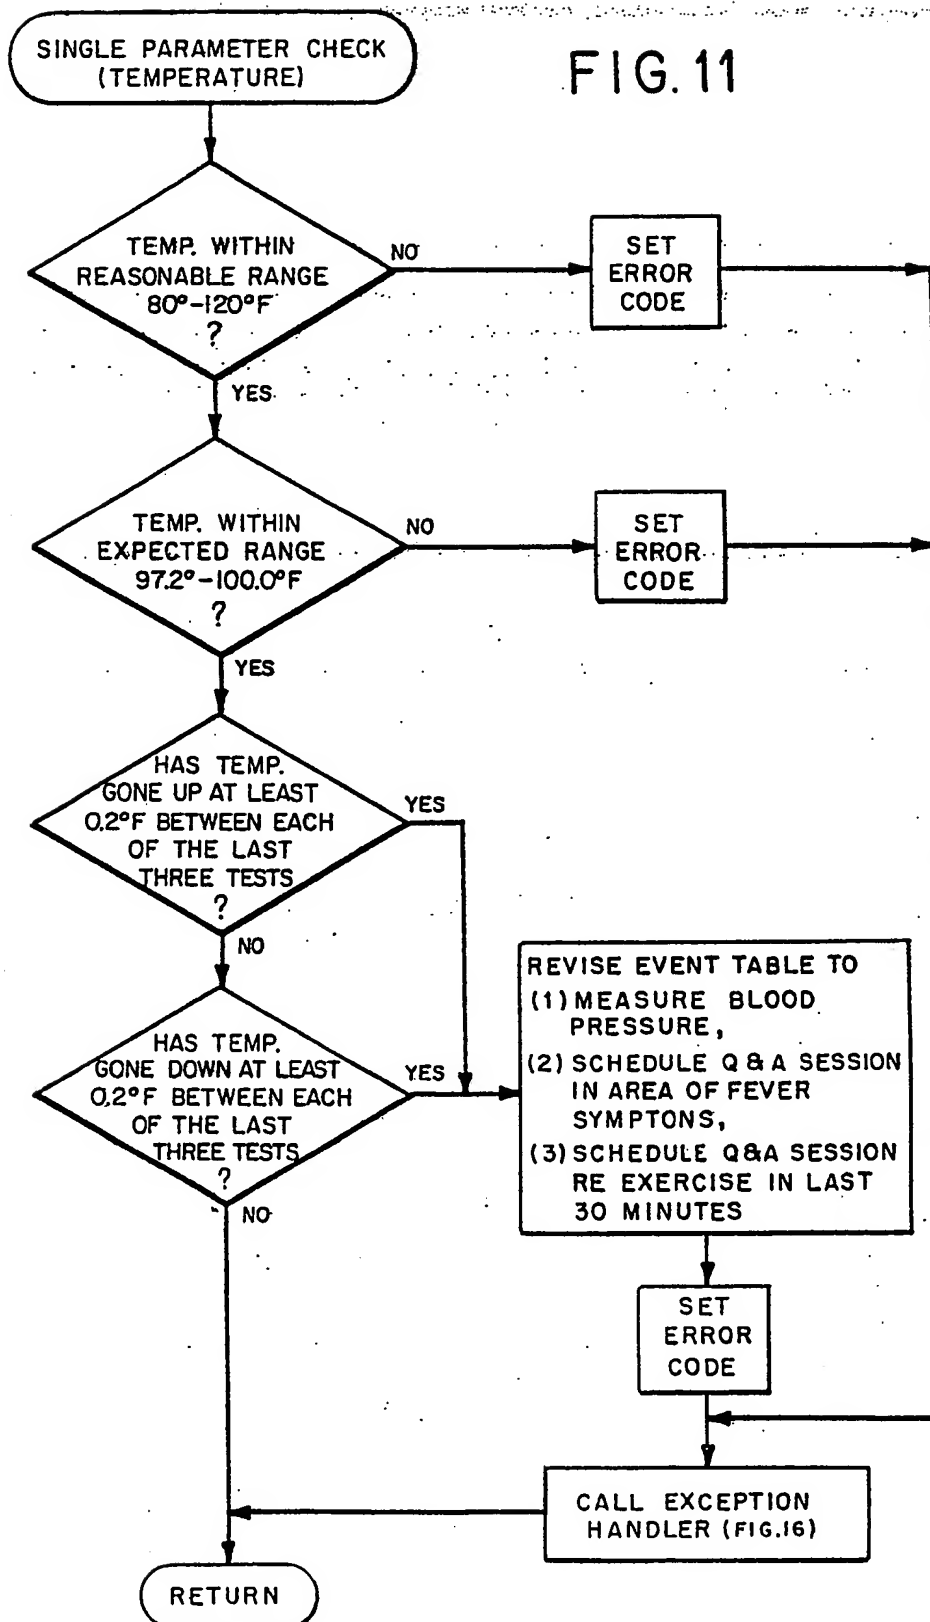 SINGLE PARAMETER CHECK
(TEMPERATURE)
FIG. 11
TEMP. WITHIN
REASONABLE RANGE
80°-120°F
?
NO
SET
ERROR
CODE
YES
TEMP. WITHIN
EXPECTED RANGE
97.2°-100.0°F
?
NO
SET
ERROR
CODE
YES
HAS TEMP.
GONE UP AT LEAST
0.2°F BETWEEN EACH
OF THE LAST
THREE TESTS
?
YES
NO
HAS TEMP.
GONE DOWN AT LEAST
0.2°F BETWEEN EACH
OF THE LAST
THREE TESTS
?
YES
NO
REVISE EVENT TABLE TO
(1) MEASURE BLOOD
PRESSURE,
(2) SCHEDULE Q & A SESSION
IN AREA OF FEVER
SYMPTONS,
(3) SCHEDULE Q&A SESSION
RE EXERCISE IN LAST
30 MINUTES
SET
ERROR
CODE
CALL EXCEPTION
HANDLER (FIG.16)
RETURN